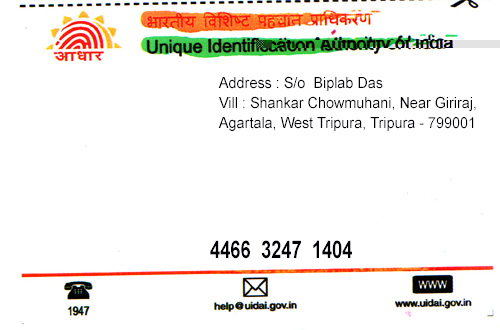 भारतीय विशिष्ट पहचान प्राधिकरण
Unique Identification Authority of India
आधार
Address : S/o Biplab Das
Vill : Shankar Chowmuhani, Near Giriraj,
Agartala, West Tripura, Tripura - 799001
4466 3247 1404
1947
help@uidai.gov.in
WWW
www.uidai.gov.in